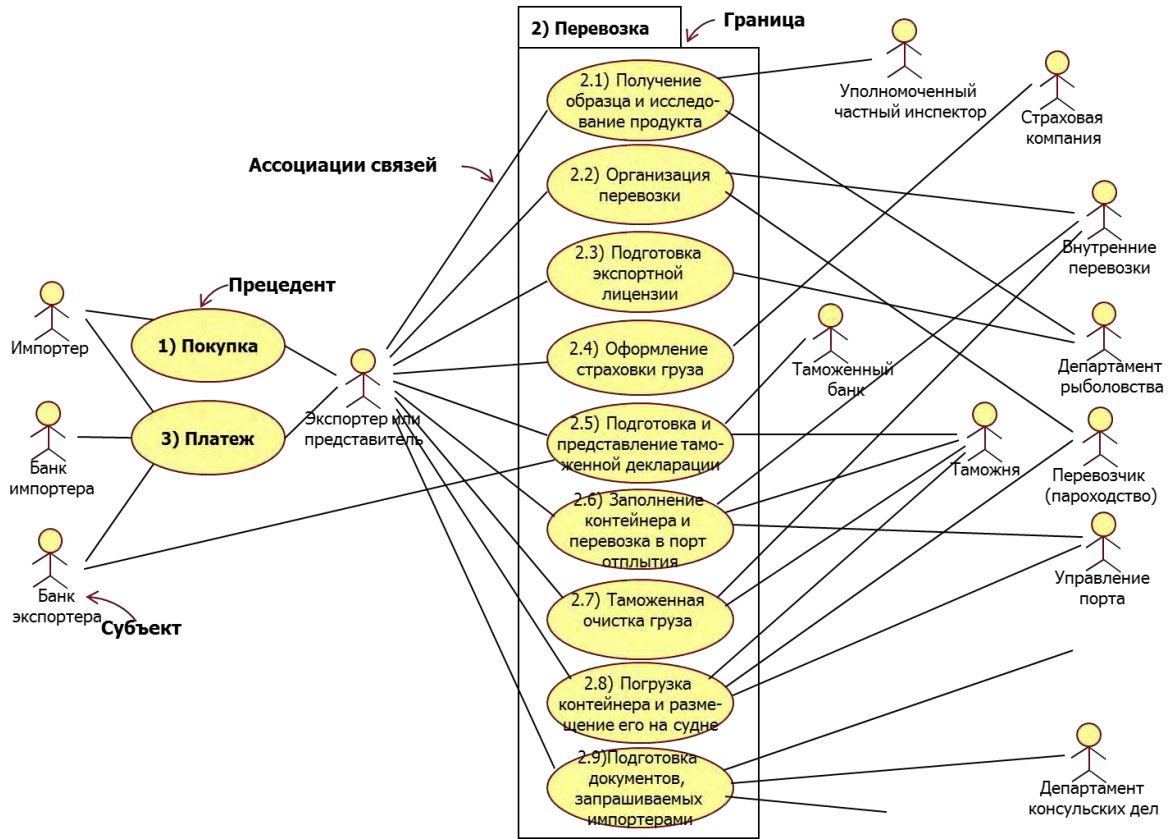 2) Перевозка
Граница
2.1) Получение
образца и исследо-
вание продукта
Уполномоченный
частный инспектор
Страховая
компания
Ассоциации связей
2.2) Организация
перевозки
Внутренние
перевозки
2.3) Подготовка
экспортной
лицензии
Прецедент
Импортер
1) Покупка
2.4) Оформление
страховки груза
Таможенный
банк
Департамент
рыболовства
Экспортер или
представитель
3) Платеж
Банк
импортера
2.5) Подготовка и
представление тамо-
женной декларации
Таможня
Перевозчик
(пароходство)
2.6) Заполнение
контейнера и
перевозка в порт
отплытия
Управление
порта
Банк
экспортера
Субъект
2.7) Таможенная
очистка груза
2.8) Погрузка
контейнера и разме-
щение его на судне
2.9)Подготовка
документов,
запрашиваемых
импортерами
Департамент
консульских дел